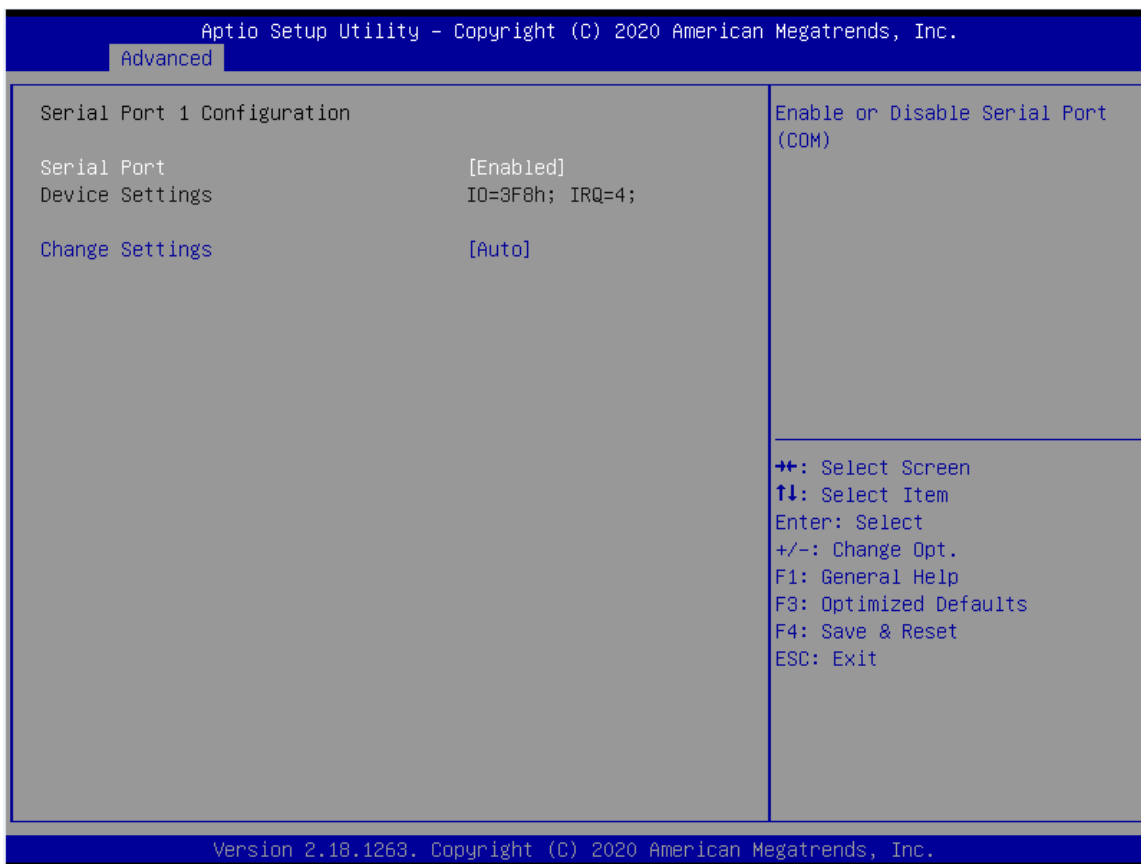 Aptio Setup Utility – Copyright (C) 2020 American Megatrends, Inc.
Advanced
Serial Port 1 Configuration
Serial Port [Enabled]
Device Settings IO=3F8h; IRQ=4;
Change Settings [Auto]
Enable or Disable Serial Port
(COM)
→←: Select Screen
↑↓: Select Item
Enter: Select
+/-: Change Opt.
F1: General Help
F3: Optimized Defaults
F4: Save & Reset
ESC: Exit
Version 2.18.1263. Copyright (C) 2020 American Megatrends, Inc.